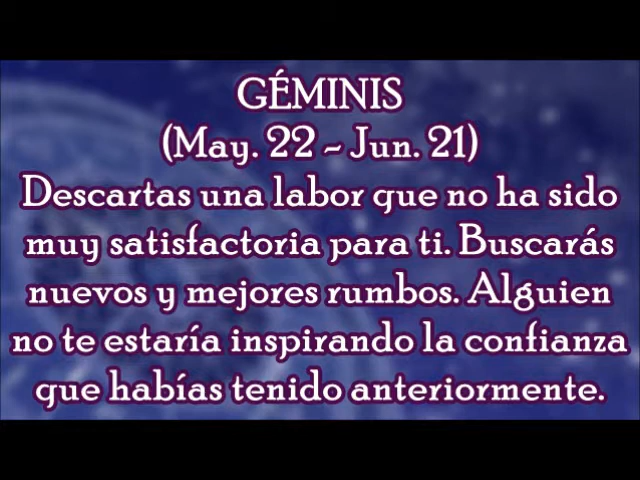 GÉMINIS
(May. 22 - Jun. 21)
Descartas una labor que no ha sido
muy satisfactoria para ti. Buscarás
nuevos y mejores rumbos. Alguien
no te estaría inspirando la confianza
que habías tenido anteriormente.